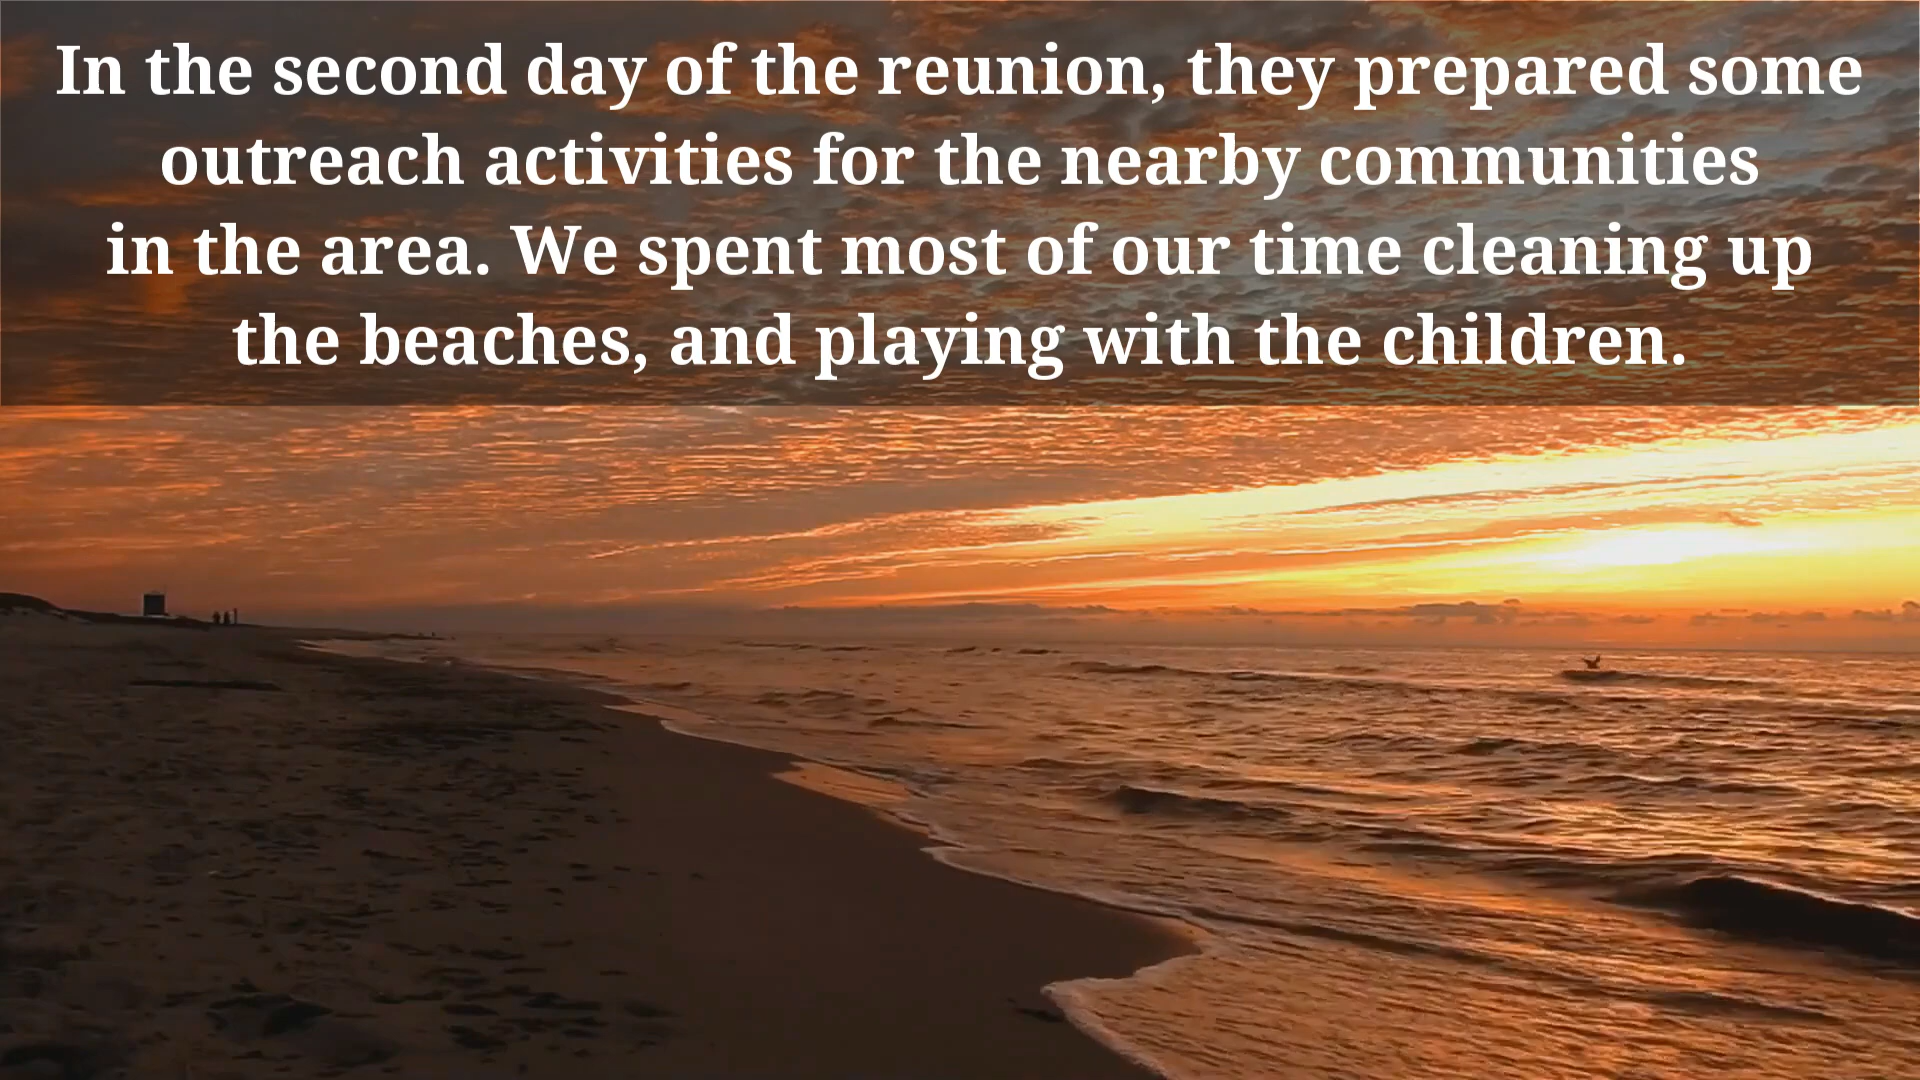 In the second day of the reunion, they prepared some
outreach activities for the nearby communities
in the area. We spent most of our time cleaning up
the beaches, and playing with the children.